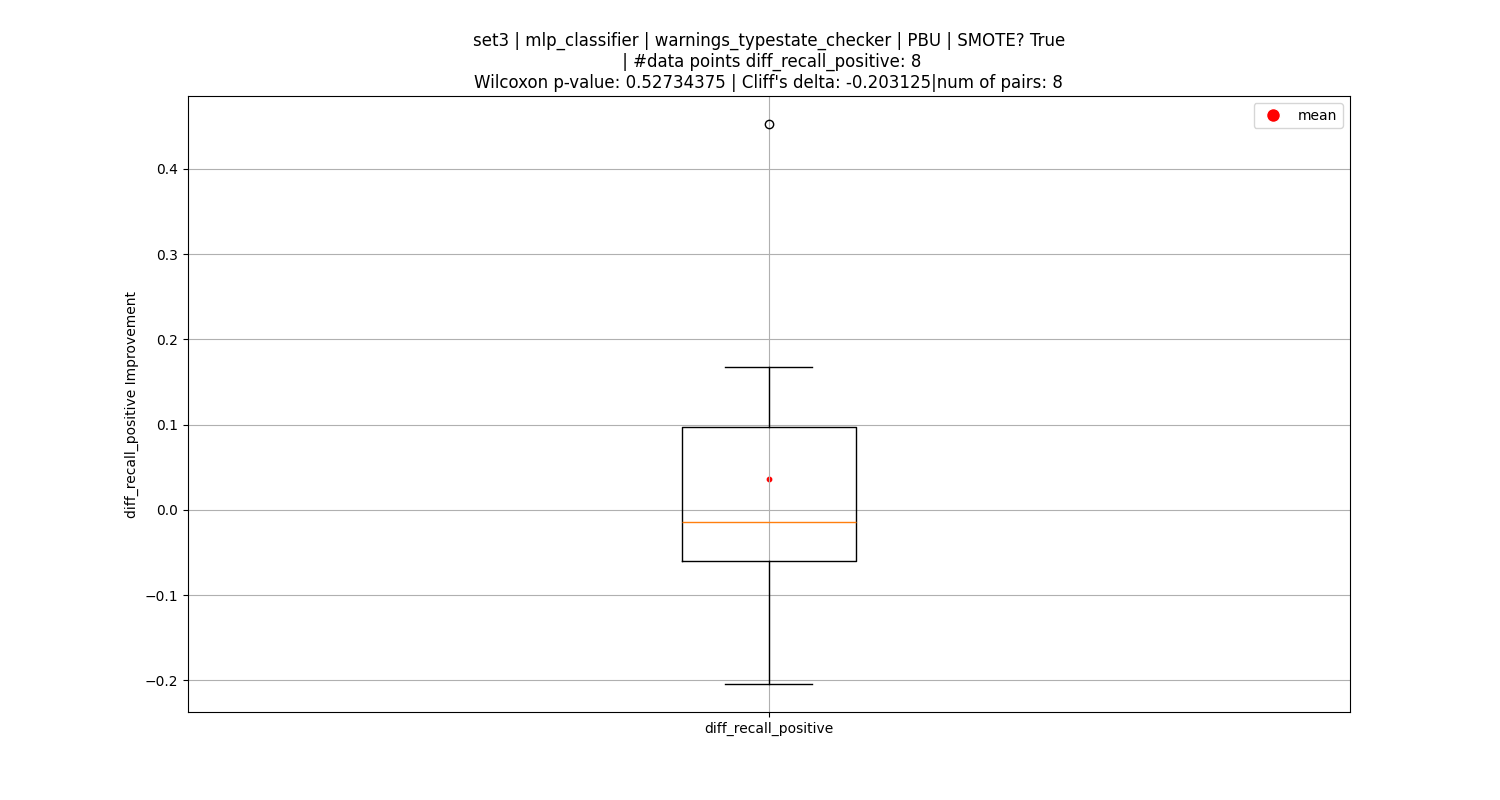 set3 | mlp_classifier | warnings_typestate_checker | PBU | SMOTE? True
| #data points diff_recall_positive: 8
Wilcoxon p-value: 0.52734375 | Cliff's delta: -0.203125|num of pairs: 8
mean
0.4
0.3
0.2
0.1
0.0
−0.1
−0.2
diff_recall_positive Improvement
diff_recall_positive